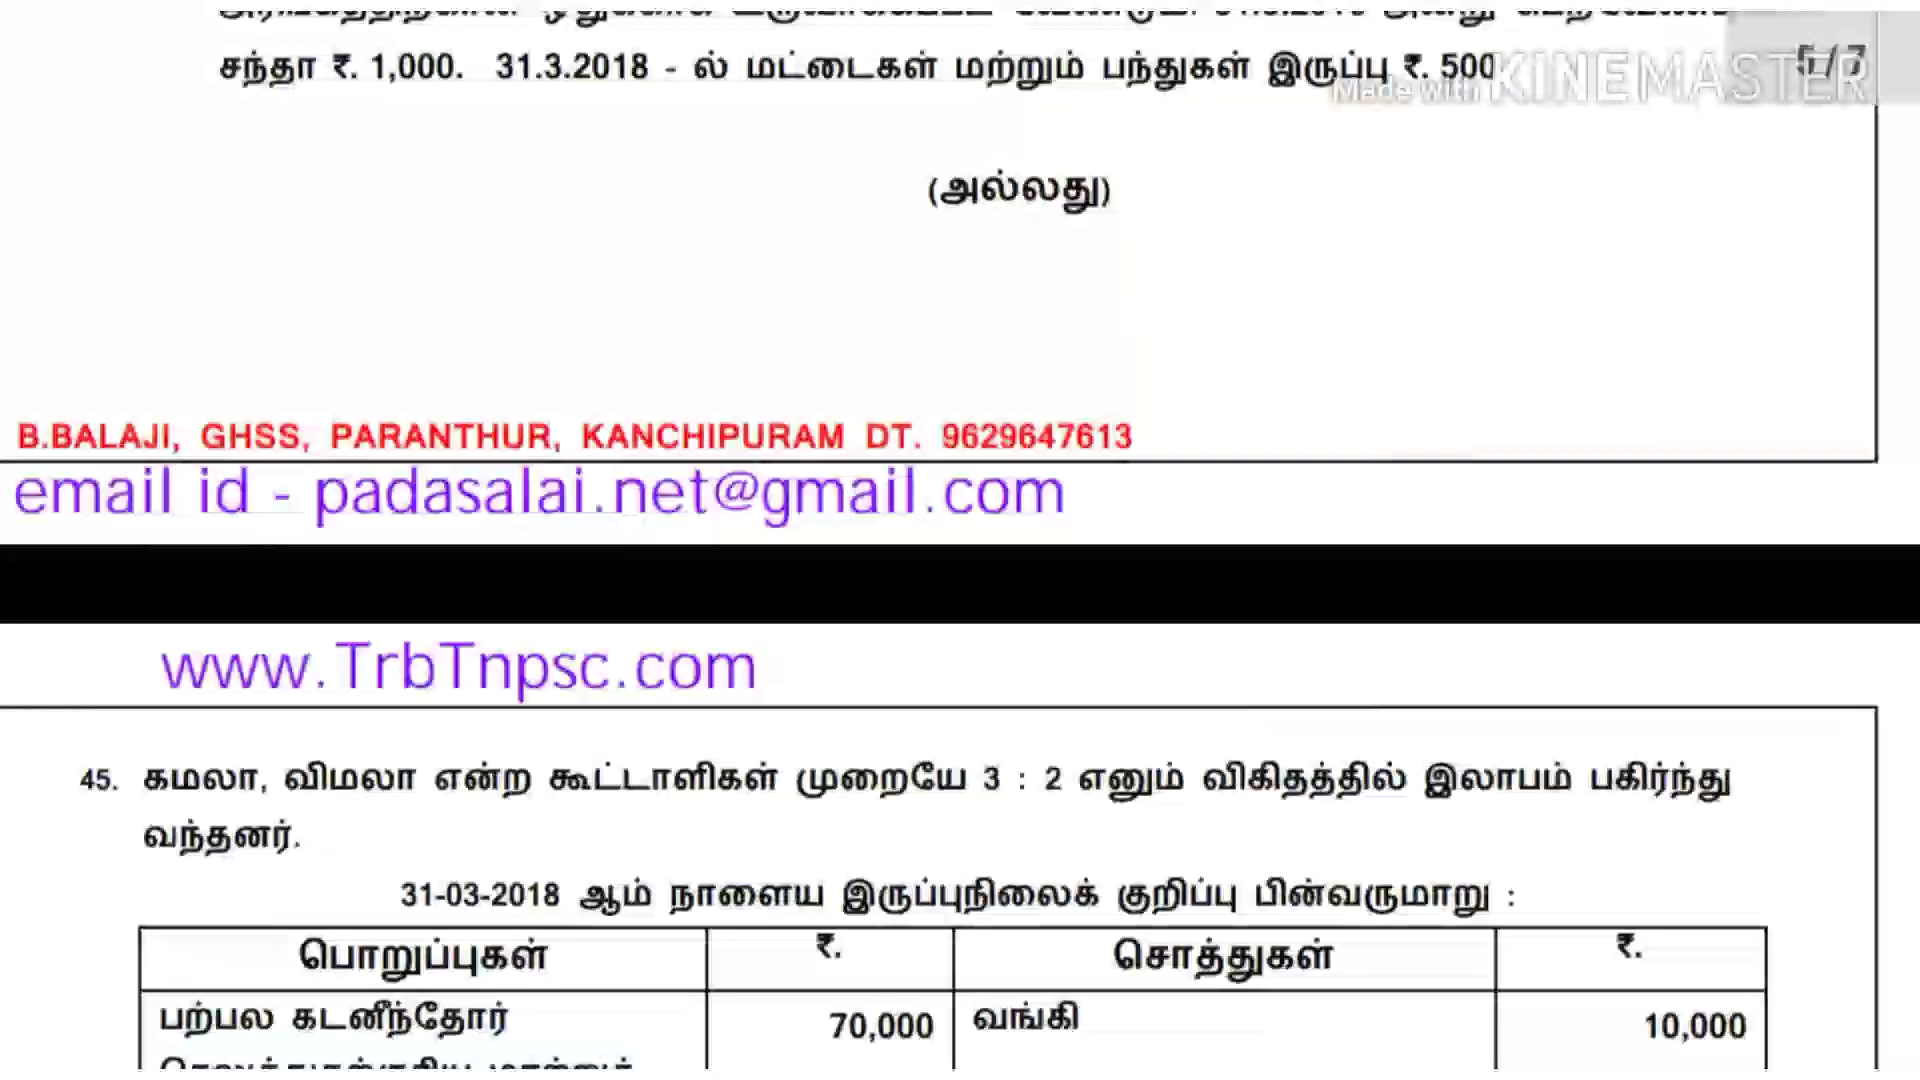 சந்தா ₹. 1,000. 31.3.2018 - ல் மட்டைகள் மற்றும் பந்துகள் இருப்பு ₹. 500
5/7
Made with KINEMASTER
(அல்லது)
B.BALAJI, GHSS, PARANTHUR, KANCHIPURAM DT. 9629647613
email id - padasalai.net@gmail.com
www.TrbTnpsc.com
45. கமலா, விமலா என்ற கூட்டாளிகள் முறையே 3 : 2 எனும் விகிதத்தில் இலாபம் பகிர்ந்து
வந்தனர்.
31-03-2018 ஆம் நாளைய இருப்புநிலைக் குறிப்பு பின்வருமாறு :
பொறுப்புகள் ₹. சொத்துகள் ₹.
பற்பல கடனீந்தோர் 70,000 வங்கி 10,000